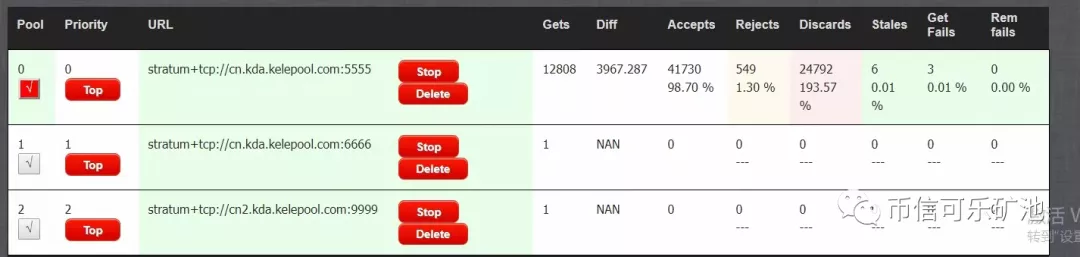 Pool Priority URL Gets Diff Accepts Rejects Discards Stales Get Fails Rem fails
0 0 stratum+tcp://cn.kda.kelepool.com:5555 Stop 12808 3967.287 41730 549 24792 6 3 0
√ Top Delete 98.70 % 1.30 % 193.57 % 0.01 % 0.01 % 0.00 %
1 1 stratum+tcp://cn.kda.kelepool.com:6666 Stop 1 NAN 0 0 0 0 0 0
√ Top Delete --- --- --- --- ---
2 2 stratum+tcp://cn2.kda.kelepool.com:9999 Stop 1 NAN 0 0 0 0 0
√ Top Delete --- --- --- ---
币信可乐矿池
激活 W
转到"设置